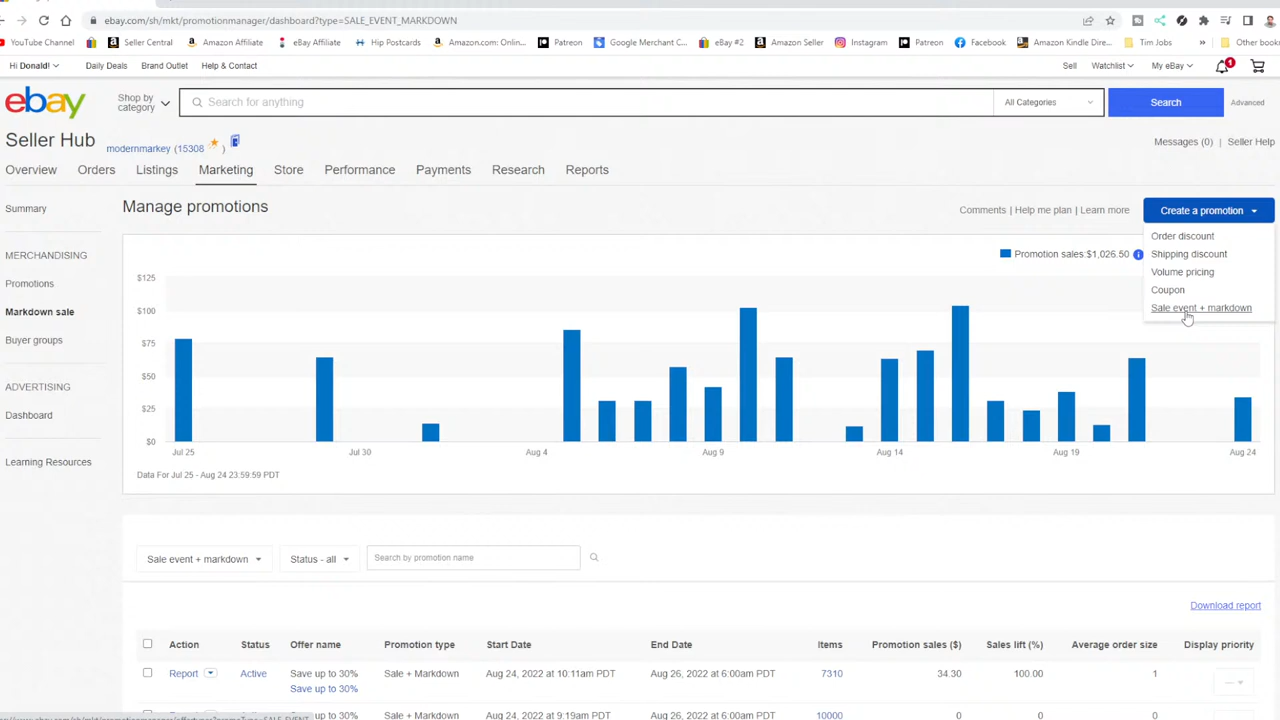 ebay.com/sh/mkt/promotionmanager/dashboard?type=SALE_EVENT_MARKDOWN
YouTube Channel Seller Central Amazon Affiliate eBay Affiliate Hip Postcards Amazon.com: Onlin... Patreon Google Merchant C... eBay #2 Amazon Seller Instagram Patreon Facebook Amazon Kindle Dire... Tim Jobs » Other book
Hi Donald! Daily Deals Brand Outlet Help & Contact Sell Watchlist My eBay 1
ebay Shop by category Search for anything All Categories Search Advanced
Seller Hub modernmarkey (15308 ) Messages (0) | Seller Help
Overview Orders Listings Marketing Store Performance Payments Research Reports
Summary
MERCHANDISING
Promotions
Markdown sale
Buyer groups
ADVERTISING
Dashboard
Learning Resources
Manage promotions Comments | Help me plan | Learn more Create a promotion
Order discount
Shipping discount
Volume pricing
Coupon
Sale event + markdown
Promotion sales:$1,026.50
$125
$100
$75
$50
$25
$0
Jul 25 Jul 30 Aug 4 Aug 9 Aug 14 Aug 19 Aug 24
Data For Jul 25 - Aug 24 23:59:59 PDT
Sale event + markdown Status - all Search by promotion name
Download report
Action Status Offer name Promotion type Start Date End Date Items Promotion sales ($) Sales lift (%) Average order size Display priority
Report Active Save up to 30% Sale + Markdown Aug 24, 2022 at 10:11am PDT Aug 26, 2022 at 6:00am PDT 7310 34.30 100.00 1 —
Save up to 30%
up to 30% Sale + Markdown Aug 24, 2022 at 9:19am PDT Aug 26, 2022 at 6:00am PDT 10000 0 0 0